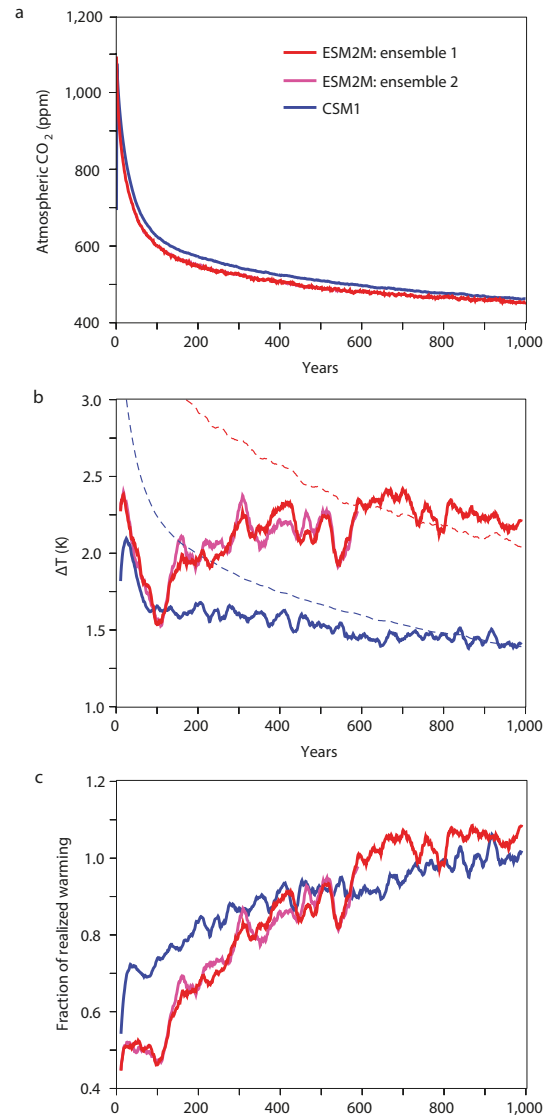 a
1,200
1,000
800
600
400
Atmospheric CO2 (ppm)
ESM2M: ensemble 1
ESM2M: ensemble 2
CSM1
0 200 400 600 800 1,000
Years
b
3.0
2.5
2.0
1.5
1.0
ΔT (K)
0 200 400 600 800 1,000
Years
c
1.2
1.0
0.8
0.6
0.4
Fraction of realized warming
0 200 400 600 800 1,000